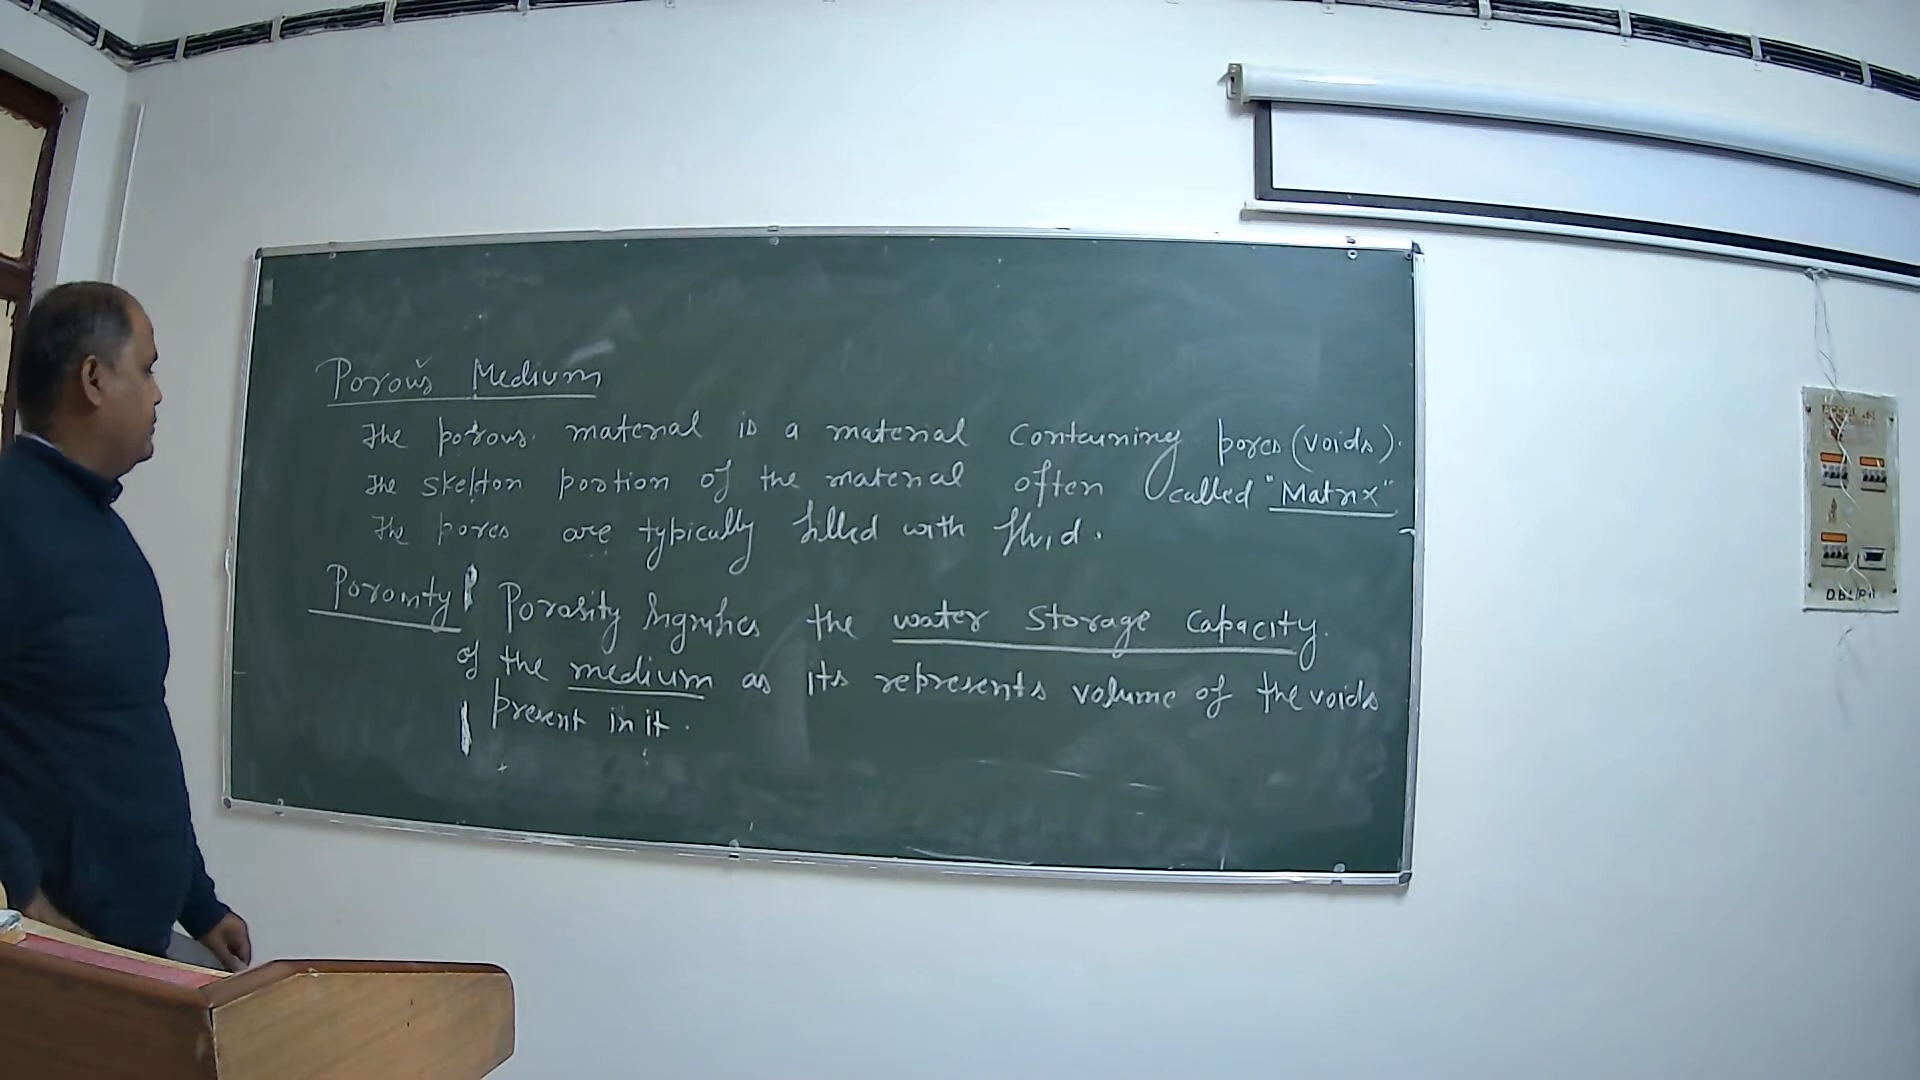 Porous Medium
The porous material is a material containing pores (voids).
The skelton portion of the material often called "Matrix"
The pores are typically filled with fluid.
Porosity Porosity signifies the water storage capacity.
of the medium as its represents volume of the voids
present in it.